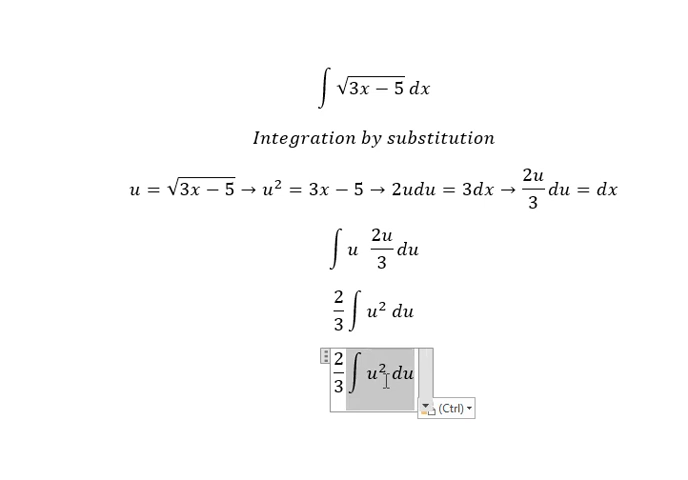 ∫ √3x − 5 dx
Integration by substitution
u = √3x − 5 → u² = 3x − 5 → 2udu = 3dx → 2u/3 du = dx
∫ u 2u/3 du
2/3 ∫ u² du
2/3 ∫ u² du
(Ctrl)